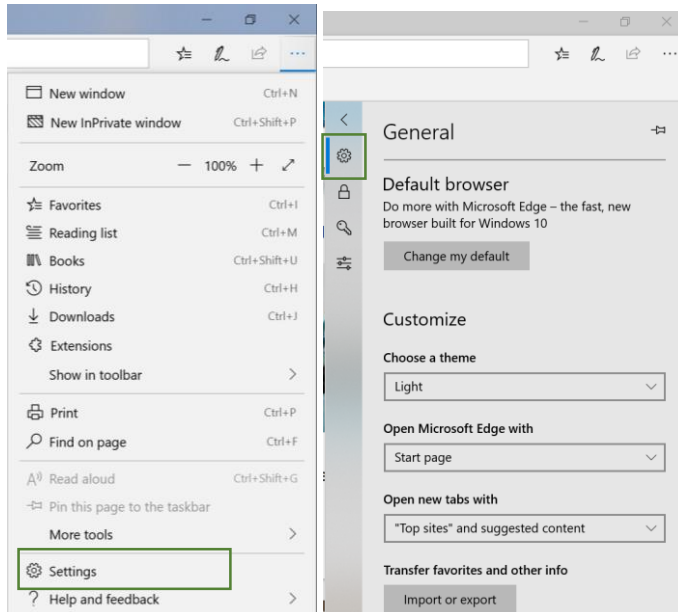 New window Ctrl+N
New InPrivate window Ctrl+Shift+P
Zoom — 100% +
Favorites Ctrl+I
Reading list Ctrl+M
Books Ctrl+Shift+U
History Ctrl+H
Downloads Ctrl+J
Extensions
Show in toolbar
Print Ctrl+P
Find on page Ctrl+F
Read aloud Ctrl+Shift+G
Pin this page to the taskbar
More tools
Settings
Help and feedback
General
Default browser
Do more with Microsoft Edge – the fast, new
browser built for Windows 10
Change my default
Customize
Choose a theme
Light
Open Microsoft Edge with
Start page
Open new tabs with
"Top sites" and suggested content
Transfer favorites and other info
Import or export